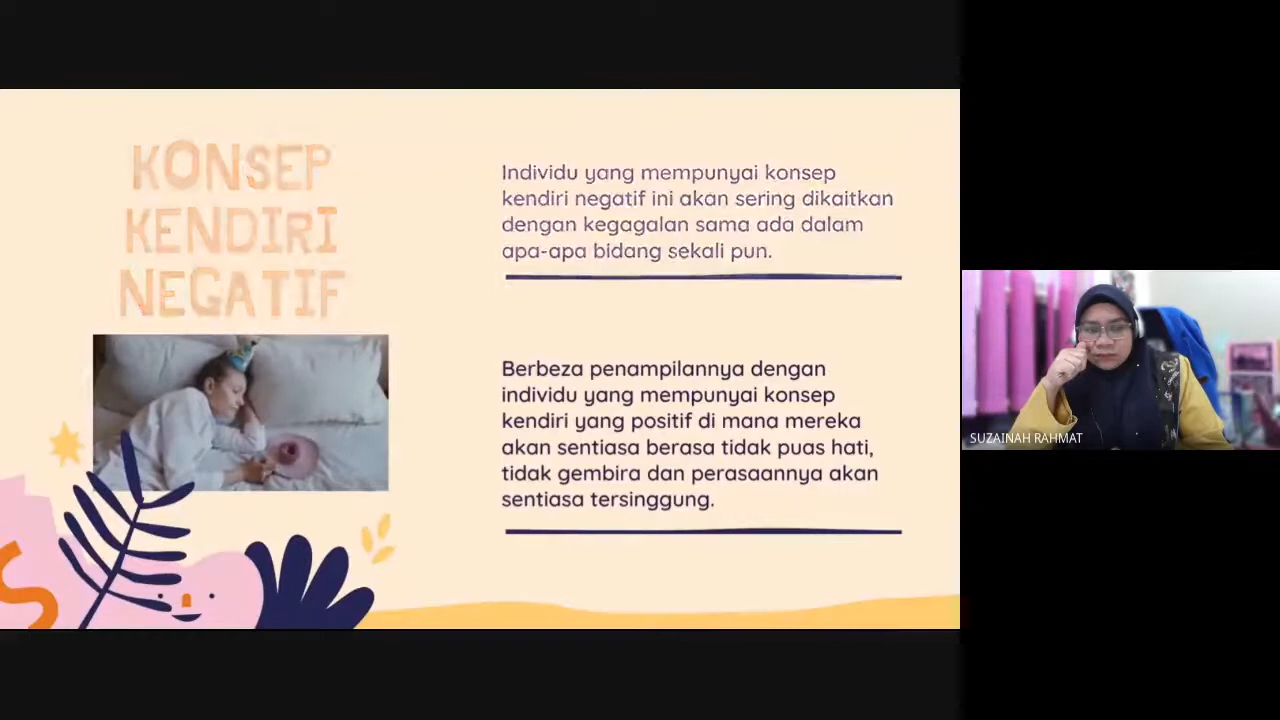 KONSEP
KENDIRI
NEGATIF
Individu yang mempunyai konsep
kendiri negatif ini akan sering dikaitkan
dengan kegagalan sama ada dalam
apa-apa bidang sekali pun.
Berbeza penampilannya dengan
individu yang mempunyai konsep
kendiri yang positif di mana mereka
akan sentiasa berasa tidak puas hati,
tidak gembira dan perasaannya akan
sentiasa tersinggung.
SUZAINAH RAHMAT